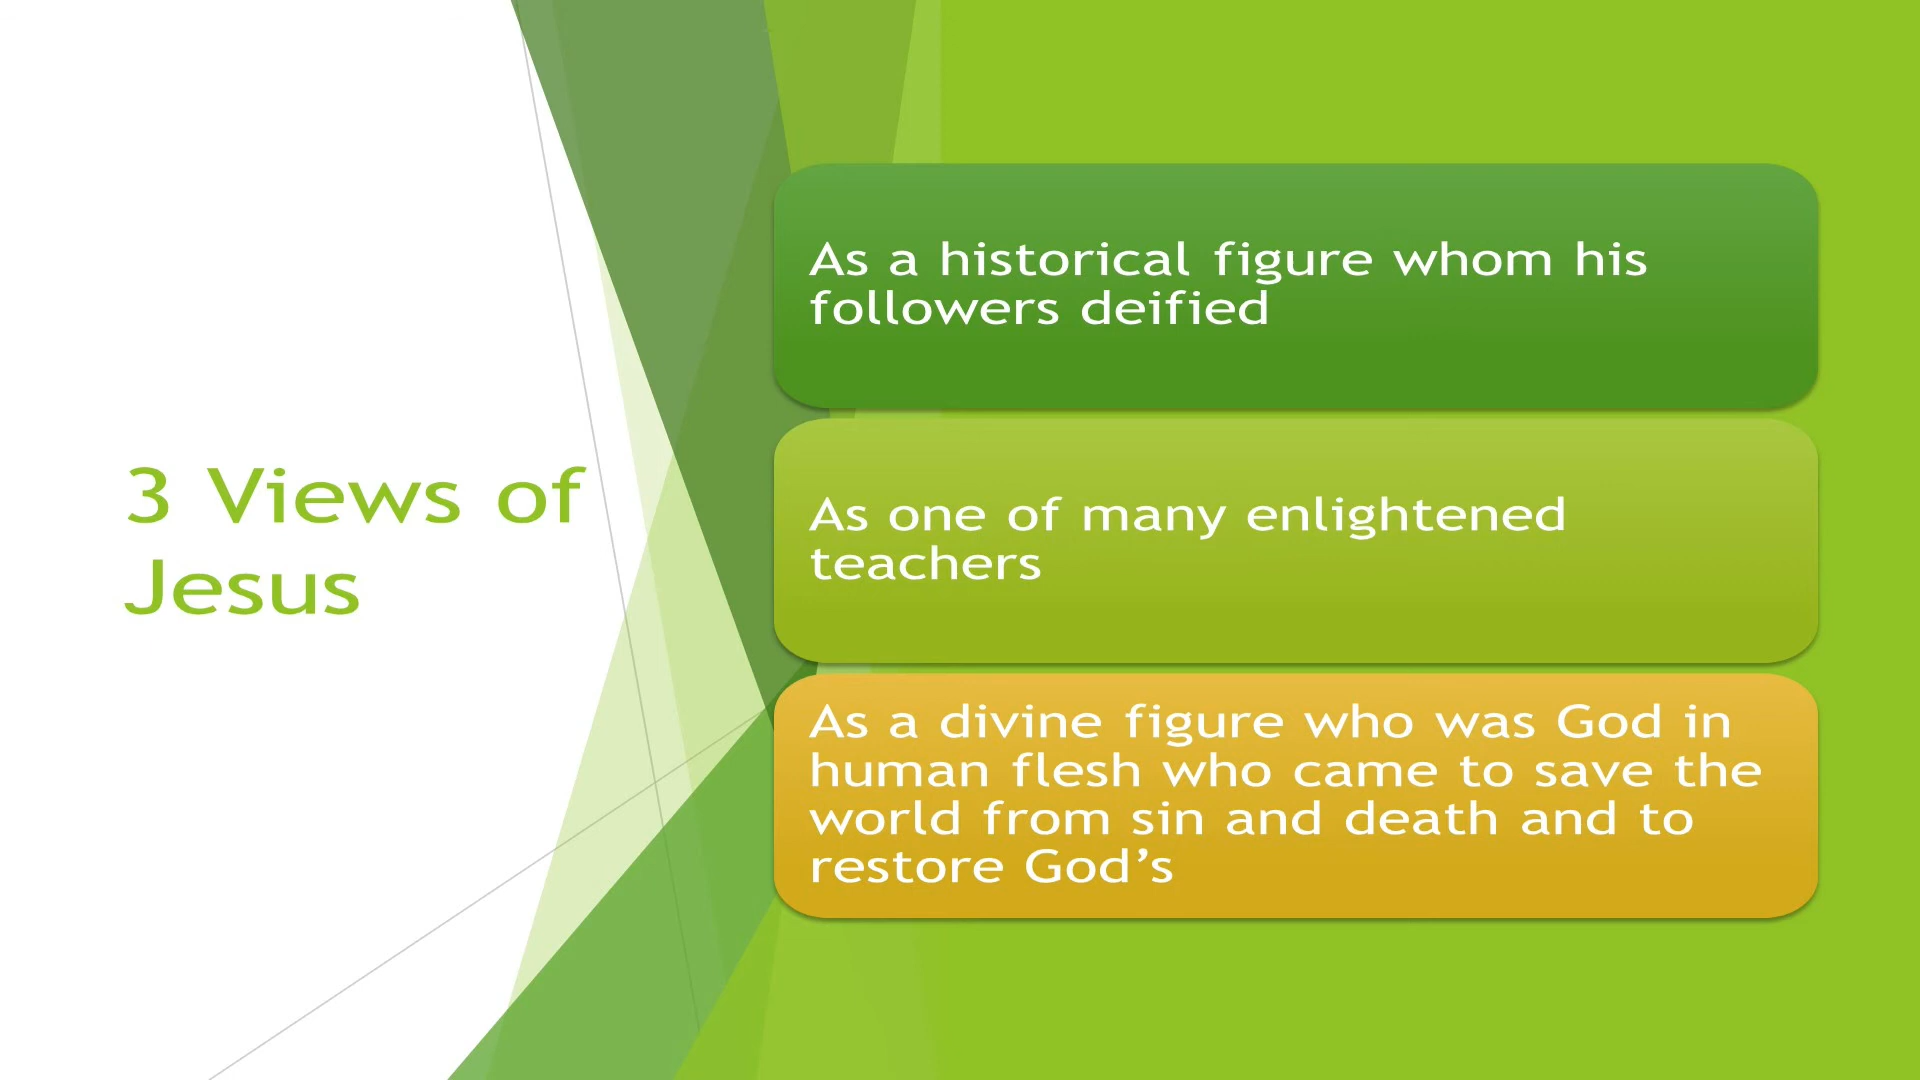 3 Views of
Jesus
As a historical figure whom his
followers deified
As one of many enlightened
teachers
As a divine figure who was God in
human flesh who came to save the
world from sin and death and to
restore God’s